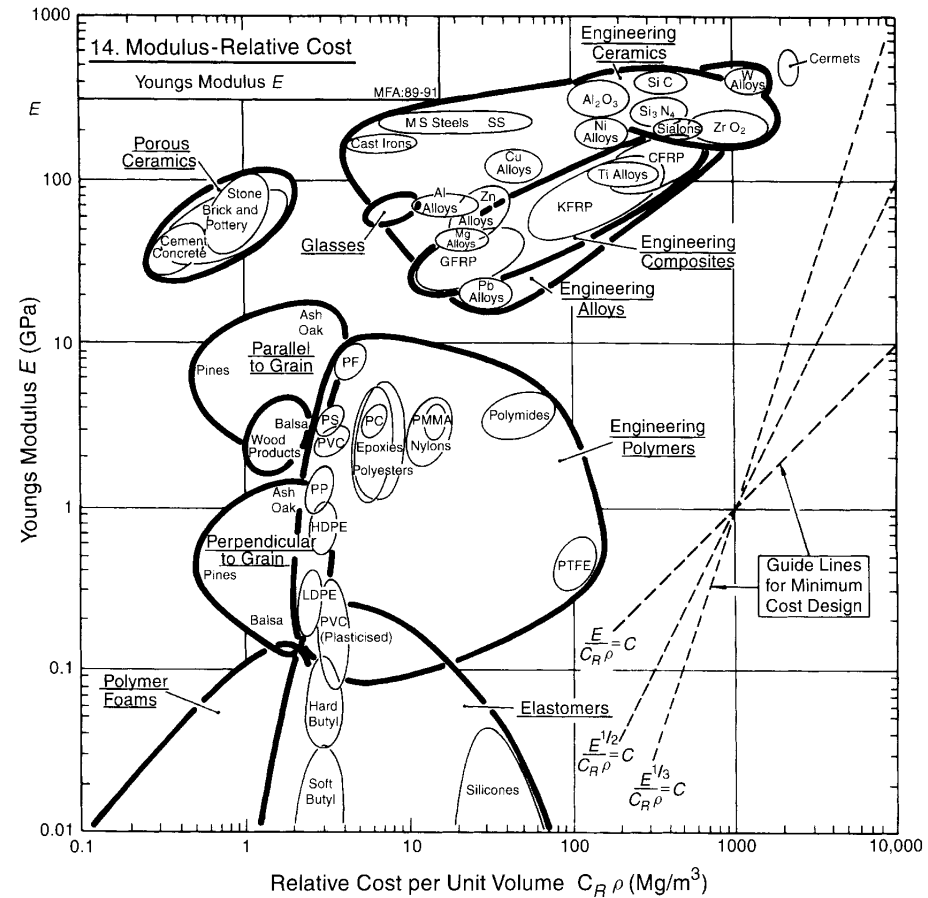 1000
14. Modulus-Relative Cost
Youngs Modulus E
MFA:89-91
E
Engineering
Ceramics
Cermets
W
Alloys
Si C
Al2O3
Si3 N4
Sialons
Zr O2
Ni
Alloys
M S Steels SS
Cast Irons
Cu
Alloys
CFRP
Ti Alloys
KFRP
Porous
Ceramics
Stone
Brick and
Pottery
Cement
Concrete
100
Al
Alloys
Zn
Alloys
Mg
Alloys
GFRP
Glasses
Pb
Alloys
Engineering
Composites
Engineering
Alloys
Youngs Modulus E (GPa)
10
Ash
Oak
Parallel
to Grain
Pines
Balsa
Wood
Products
PF
PS
PVC
PC
Epoxies
Polyesters
PMMA
Nylons
Polymides
Engineering
Polymers
1
Ash
Oak
PP
HDPE
Perpendicular
to Grain
Pines
Balsa
LDPE
PVC
(Plasticised)
PTFE
Guide Lines
for Minimum
Cost Design
E/CR ρ = C
E1/2/CR ρ = C
E1/3/CR ρ = C
0.1
Polymer
Foams
Elastomers
Hard
Butyl
Soft
Butyl
Silicones
0.01
0.1 1 10 100 1000 10,000
Relative Cost per Unit Volume CR ρ (Mg/m³)